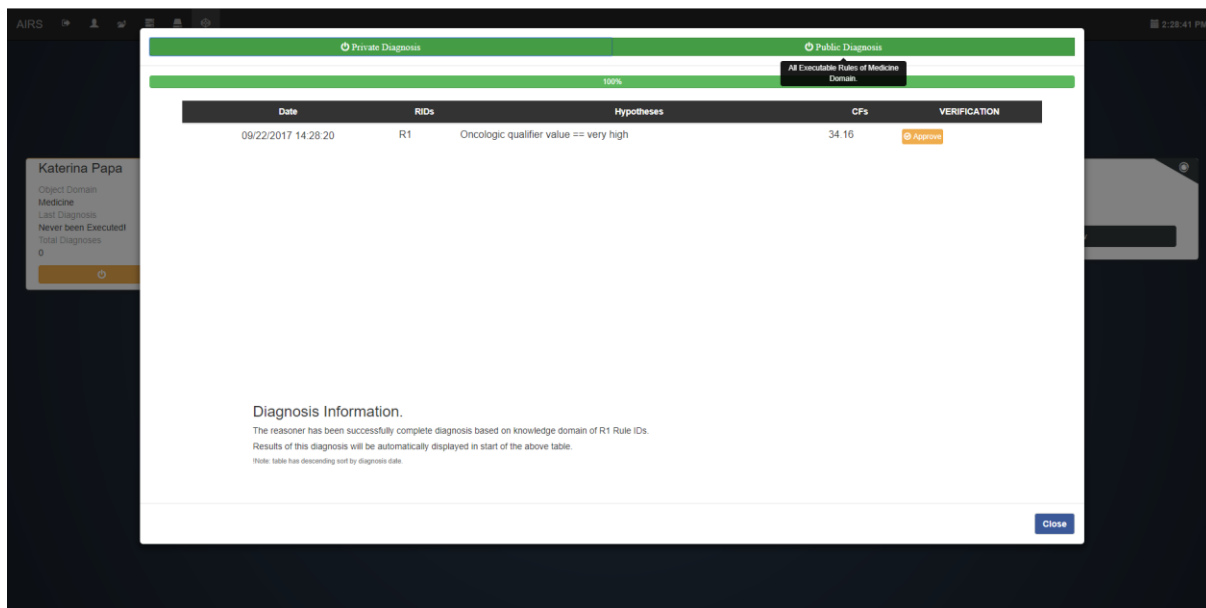 AIRS
2:28:41 PM
Private Diagnosis
Public Diagnosis
All Executable Rules of Medicine
Domain.
100%
Date RIDs Hypotheses CFs VERIFICATION
09/22/2017 14:28:20 R1 Oncologic qualifier value == very high 34.16 Approve
Katerina Papa
Object Domain
Medicine
Last Diagnosis
Never been Executed!
Total Diagnoses
0
Diagnosis Information.
The reasoner has been successfully complete diagnosis based on knowledge domain of R1 Rule IDs.
Results of this diagnosis will be automatically displayed in start of the above table.
!Note: table has descending sort by diagnosis date.
Close